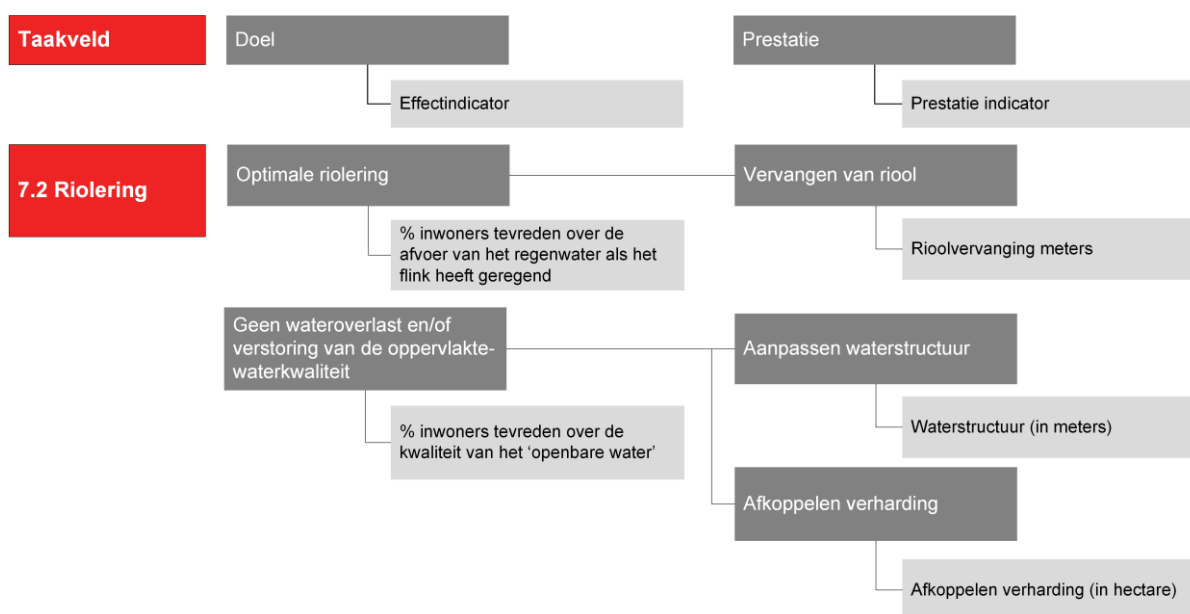 Taakveld
Doel
Prestatie
Effectindicator
Prestatie indicator
7.2 Riolering
Optimale riolering
Vervangen van riool
% inwoners tevreden over de
afvoer van het regenwater als het
flink heeft geregend
Rioolvervanging meters
Geen wateroverlast en/of
verstoring van de oppervlakte-
waterkwaliteit
Aanpassen waterstructuur
% inwoners tevreden over de
kwaliteit van het ‘openbare water’
Waterstructuur (in meters)
Afkoppelen verharding
Afkoppelen verharding (in hectare)